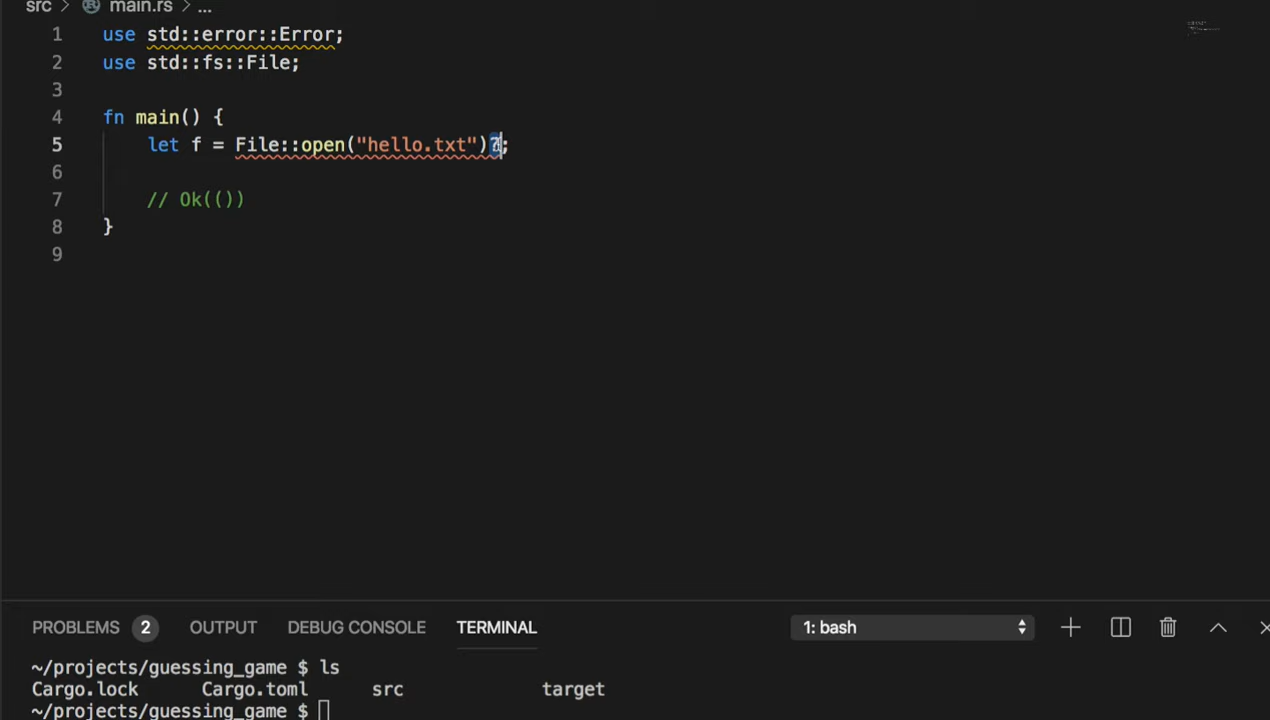 src > main.rs > ...
1 use std::error::Error;
2 use std::fs::File;
3
4 fn main() {
5 let f = File::open("hello.txt")?;
6
7 // Ok(())
8 }
9
PROBLEMS 2 OUTPUT DEBUG CONSOLE TERMINAL 1: bash
~/projects/guessing_game $ ls
Cargo.lock Cargo.toml src target
~/projects/guessing_game $